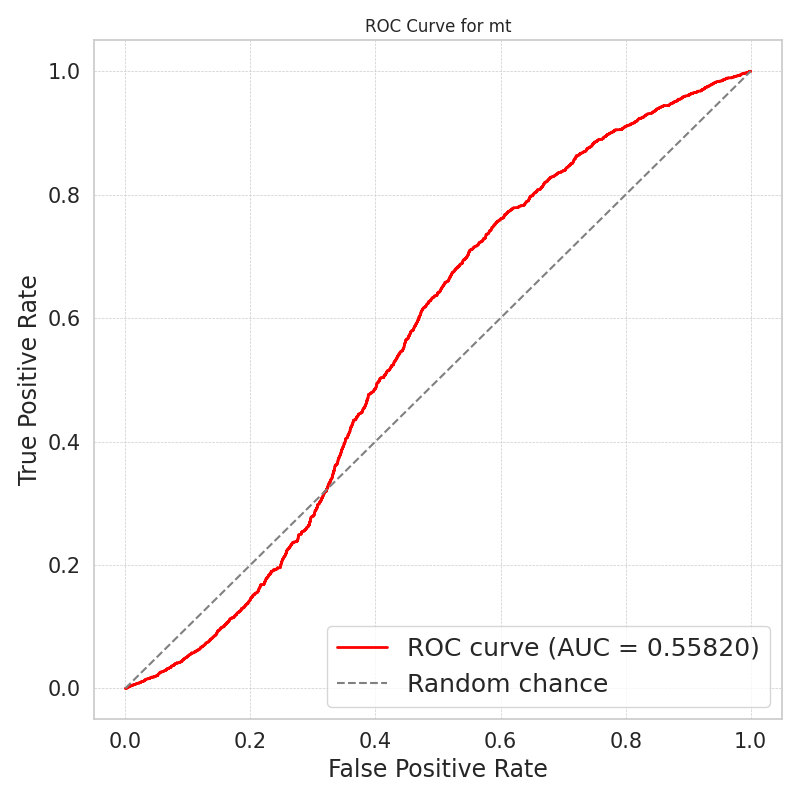 ROC Curve for mt
True Positive Rate
1.0
0.8
0.6
0.4
0.2
0.0
ROC curve (AUC = 0.55820)
Random chance
0.0 0.2 0.4 0.6 0.8 1.0
False Positive Rate